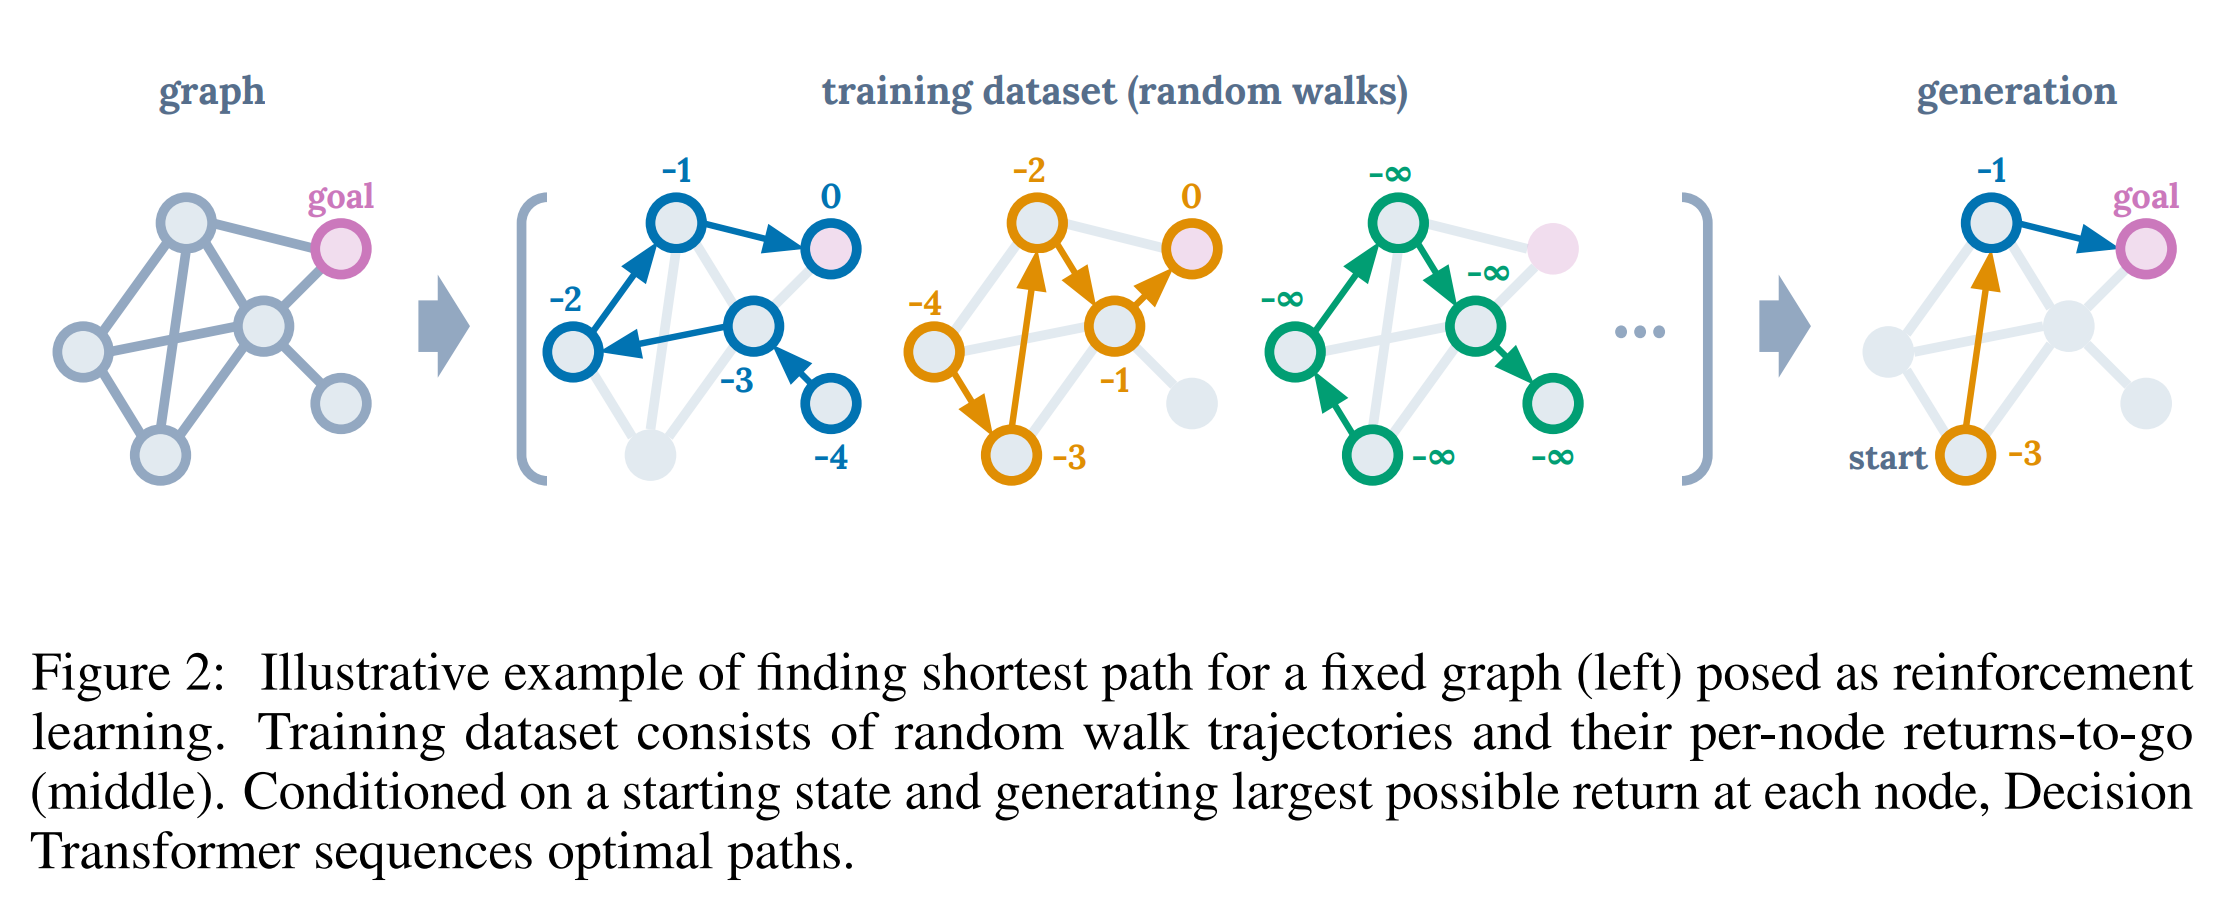 graph
training dataset (random walks)
generation
goal
-1
0
-2
-3
-4
-2
0
-4
-1
-3
-∞
-∞
-∞
-∞
-∞
...
-1
goal
start
-3
Figure 2: Illustrative example of finding shortest path for a fixed graph (left) posed as reinforcement
learning. Training dataset consists of random walk trajectories and their per-node returns-to-go
(middle). Conditioned on a starting state and generating largest possible return at each node, Decision
Transformer sequences optimal paths.